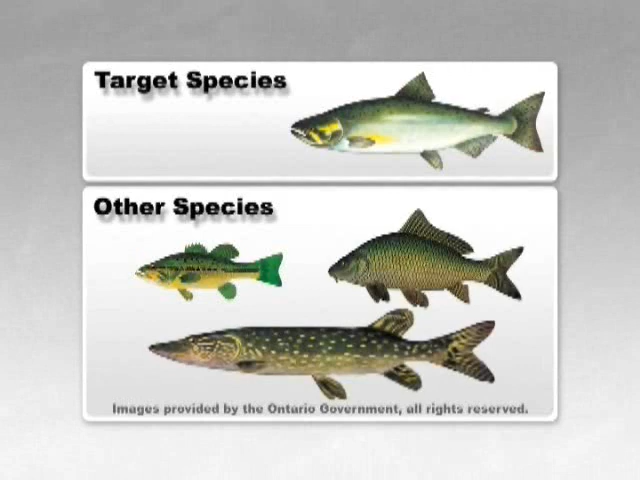 Target Species
Other Species
Images provided by the Ontario Government, all rights reserved.